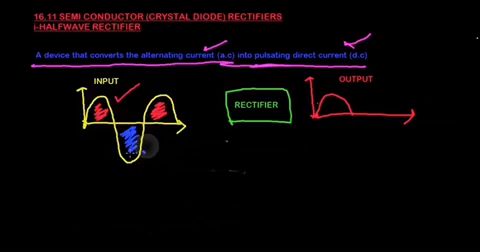 16.11 SEMI CONDUCTOR (CRYSTAL DIODE) RECTIFIERS
i-HALFWAVE RECTIFIER
A device that converts the alternating current (a.c) into pulsating direct current (d.c)
INPUT
RECTIFIER
OUTPUT